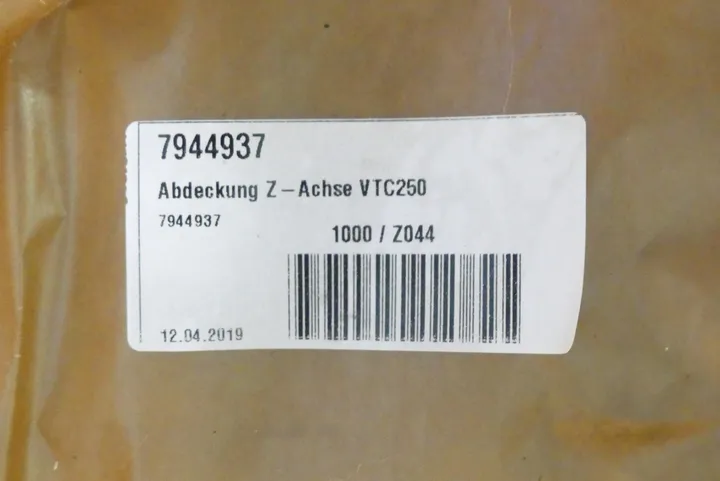 7944937
Abdeckung Z-Achse VTC250
7944937
1000 / Z044
12.04.2019